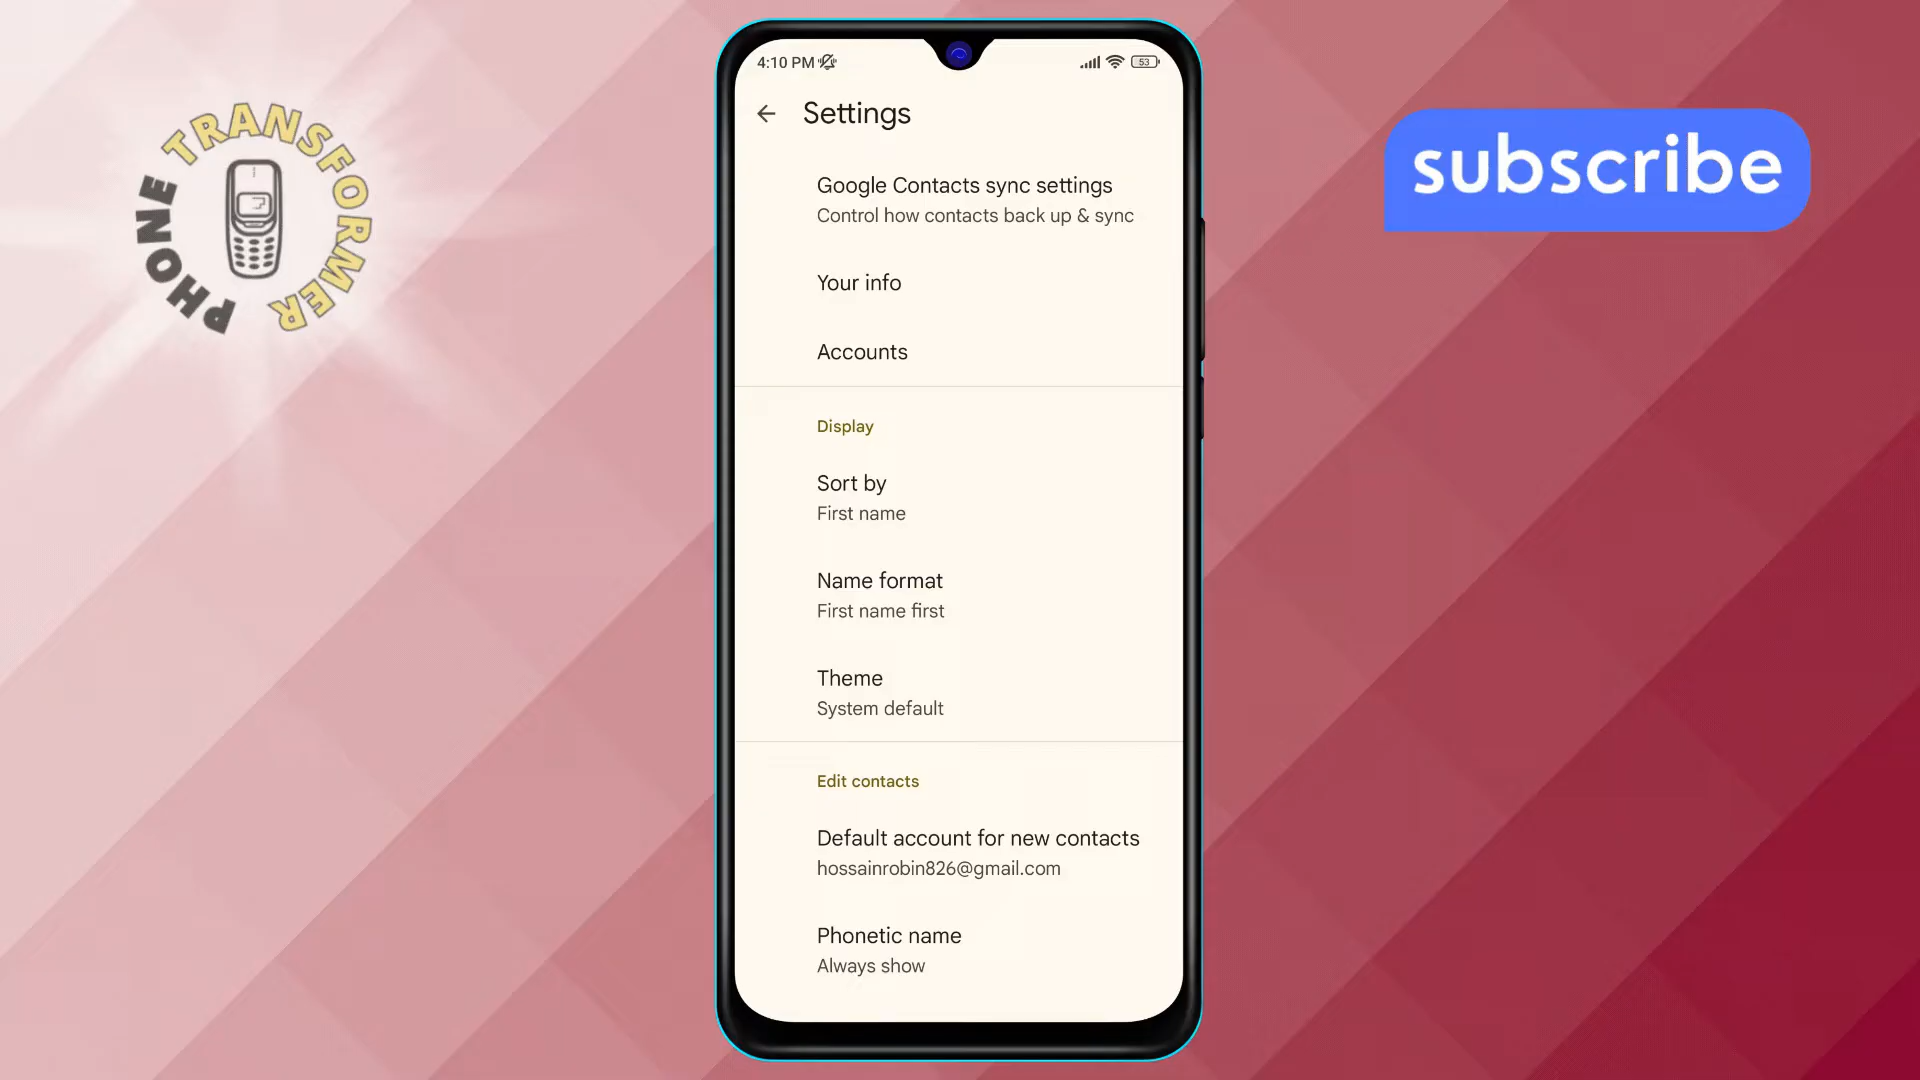 PHONE TRANSFORMER
4:10 PM
53
Settings
subscribe
Google Contacts sync settings
Control how contacts back up & sync
Your info
Accounts
Display
Sort by
First name
Name format
First name first
Theme
System default
Edit contacts
Default account for new contacts
hossainrobin826@gmail.com
Phonetic name
Always show